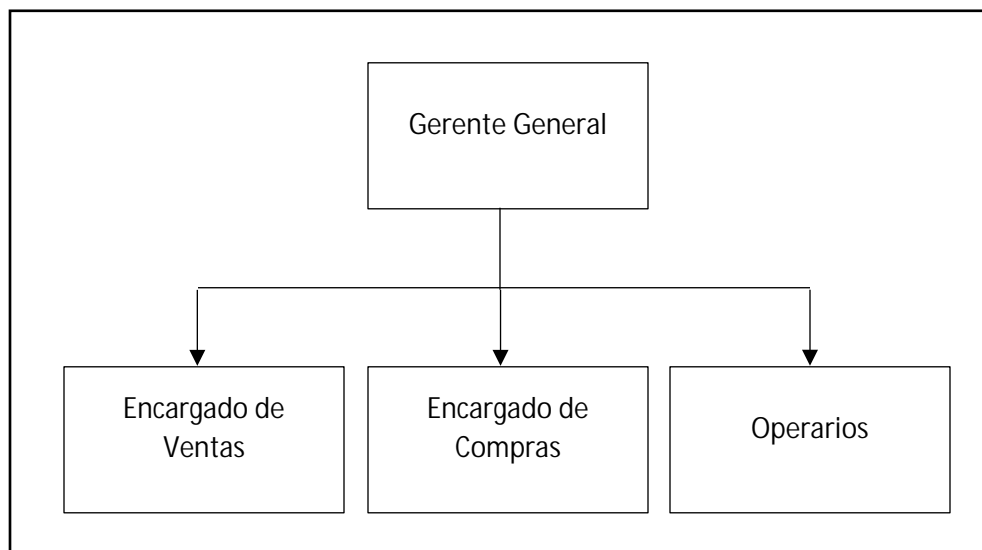 Gerente General
Encargado de
Ventas
Encargado de
Compras
Operarios